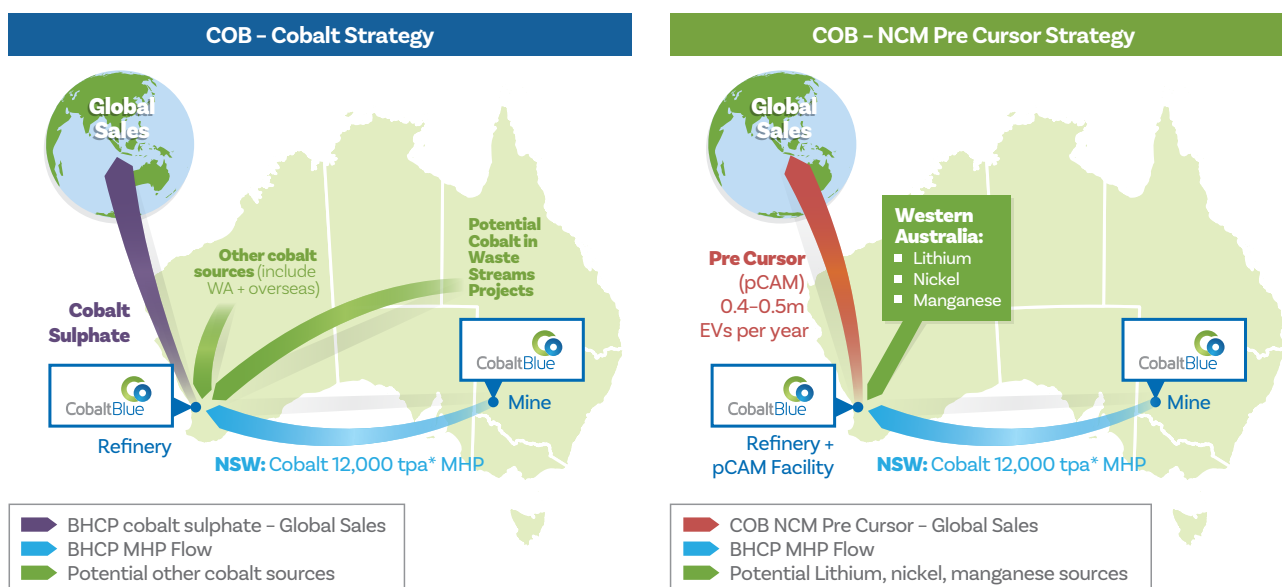 COB – Cobalt Strategy
Global
Sales
Other cobalt
sources (include
WA + overseas)
Potential
Cobalt in
Waste
Streams
Projects
Cobalt
Sulphate
CobaltBlue
Mine
CobaltBlue
Refinery
NSW: Cobalt 12,000 tpa* MHP
BHCP cobalt sulphate – Global Sales
BHCP MHP Flow
Potential other cobalt sources
COB – NCM Pre Cursor Strategy
Global
Sales
Western
Australia:
Lithium
Nickel
Manganese
Pre Cursor
(pCAM)
0.4–0.5m
EVs per year
CobaltBlue
Mine
CobaltBlue
Refinery +
pCAM Facility
NSW: Cobalt 12,000 tpa* MHP
COB NCM Pre Cursor – Global Sales
BHCP MHP Flow
Potential Lithium, nickel, manganese sources